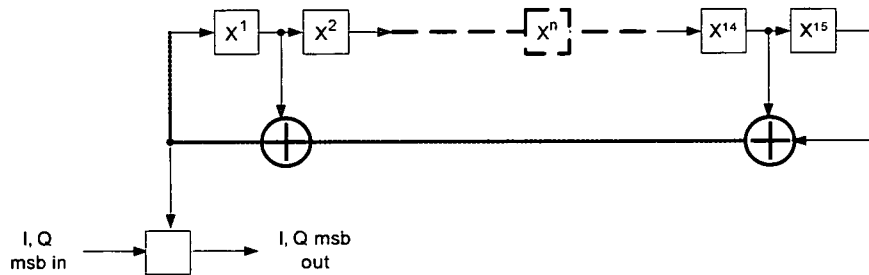 X¹ X² Xⁿ X¹⁴ X¹⁵
I, Q
msb in
I, Q msb
out